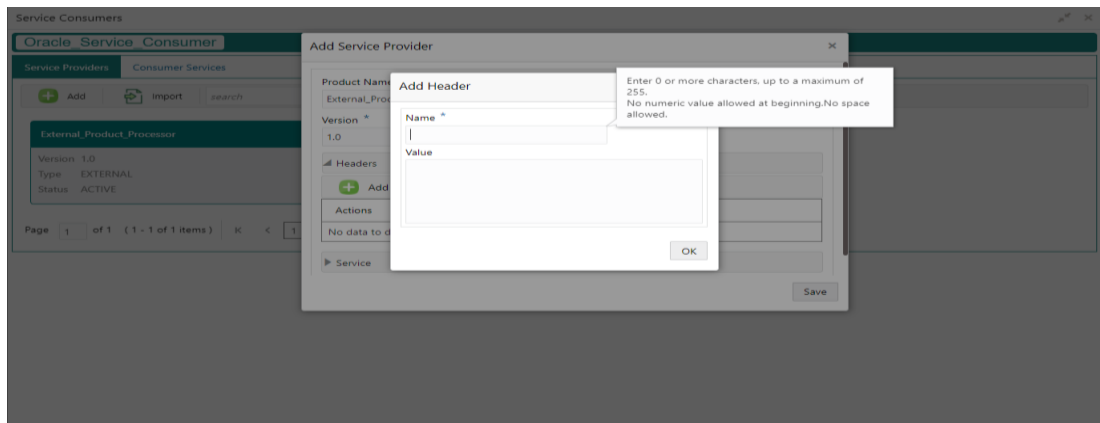 Service Consumers
Oracle_Service_Consumer
Service Providers Consumer Services
Add Import search
External_Product_Processor
Version 1.0
Type EXTERNAL
Status ACTIVE
Page 1 of 1 ( 1 - 1 of 1 items ) K < 1
Add Service Provider
Product Name
External_Proc
Version *
1.0
Headers
Add
Actions
No data to d
Service
Save
Add Header
Name *
Value
OK
Enter 0 or more characters, up to a maximum of
255.
No numeric value allowed at beginning.No space
allowed.